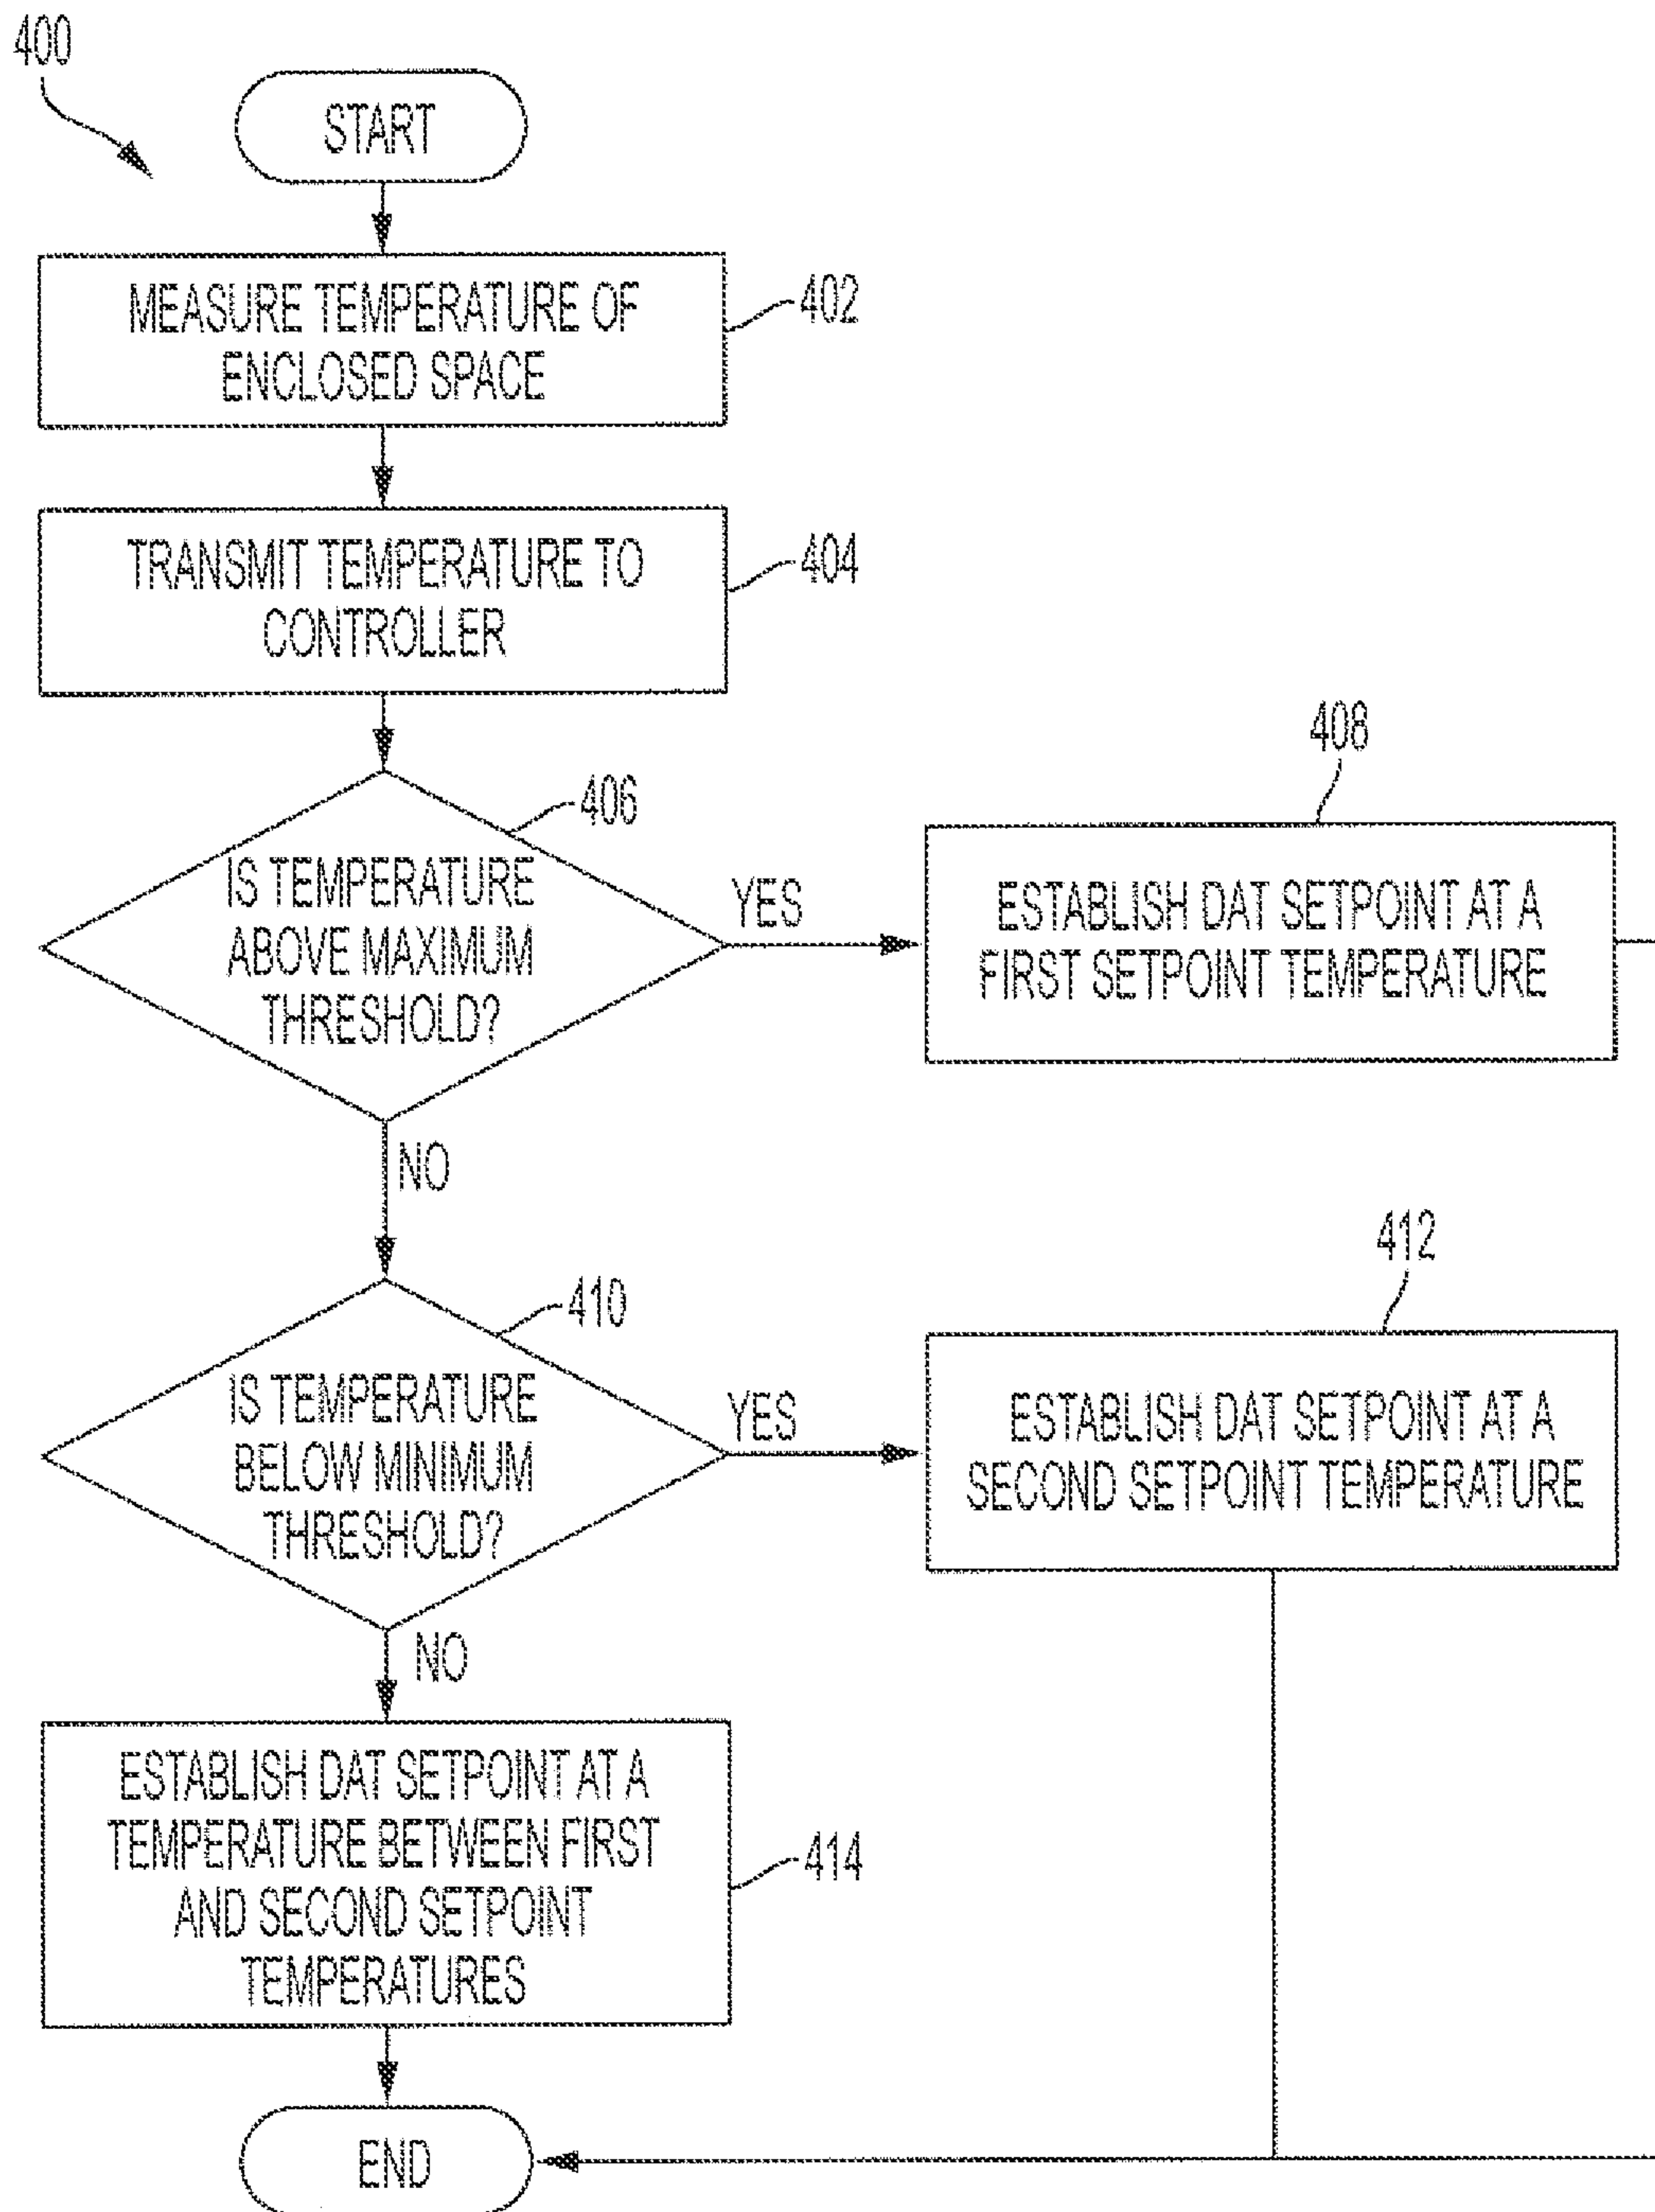 400
START
MEASURE TEMPERATURE OF
ENCLOSED SPACE
402
TRANSMIT TEMPERATURE TO
CONTROLLER
404
406
IS TEMPERATURE
ABOVE MAXIMUM
THRESHOLD?
YES
408
ESTABLISH DAT SETPOINT AT A
FIRST SETPOINT TEMPERATURE
NO
410
IS TEMPERATURE
BELOW MINIMUM
THRESHOLD?
YES
412
ESTABLISH DAT SETPOINT AT A
SECOND SETPOINT TEMPERATURE
NO
ESTABLISH DAT SETPOINT AT A
TEMPERATURE BETWEEN FIRST
AND SECOND SETPOINT
TEMPERATURES
414
END